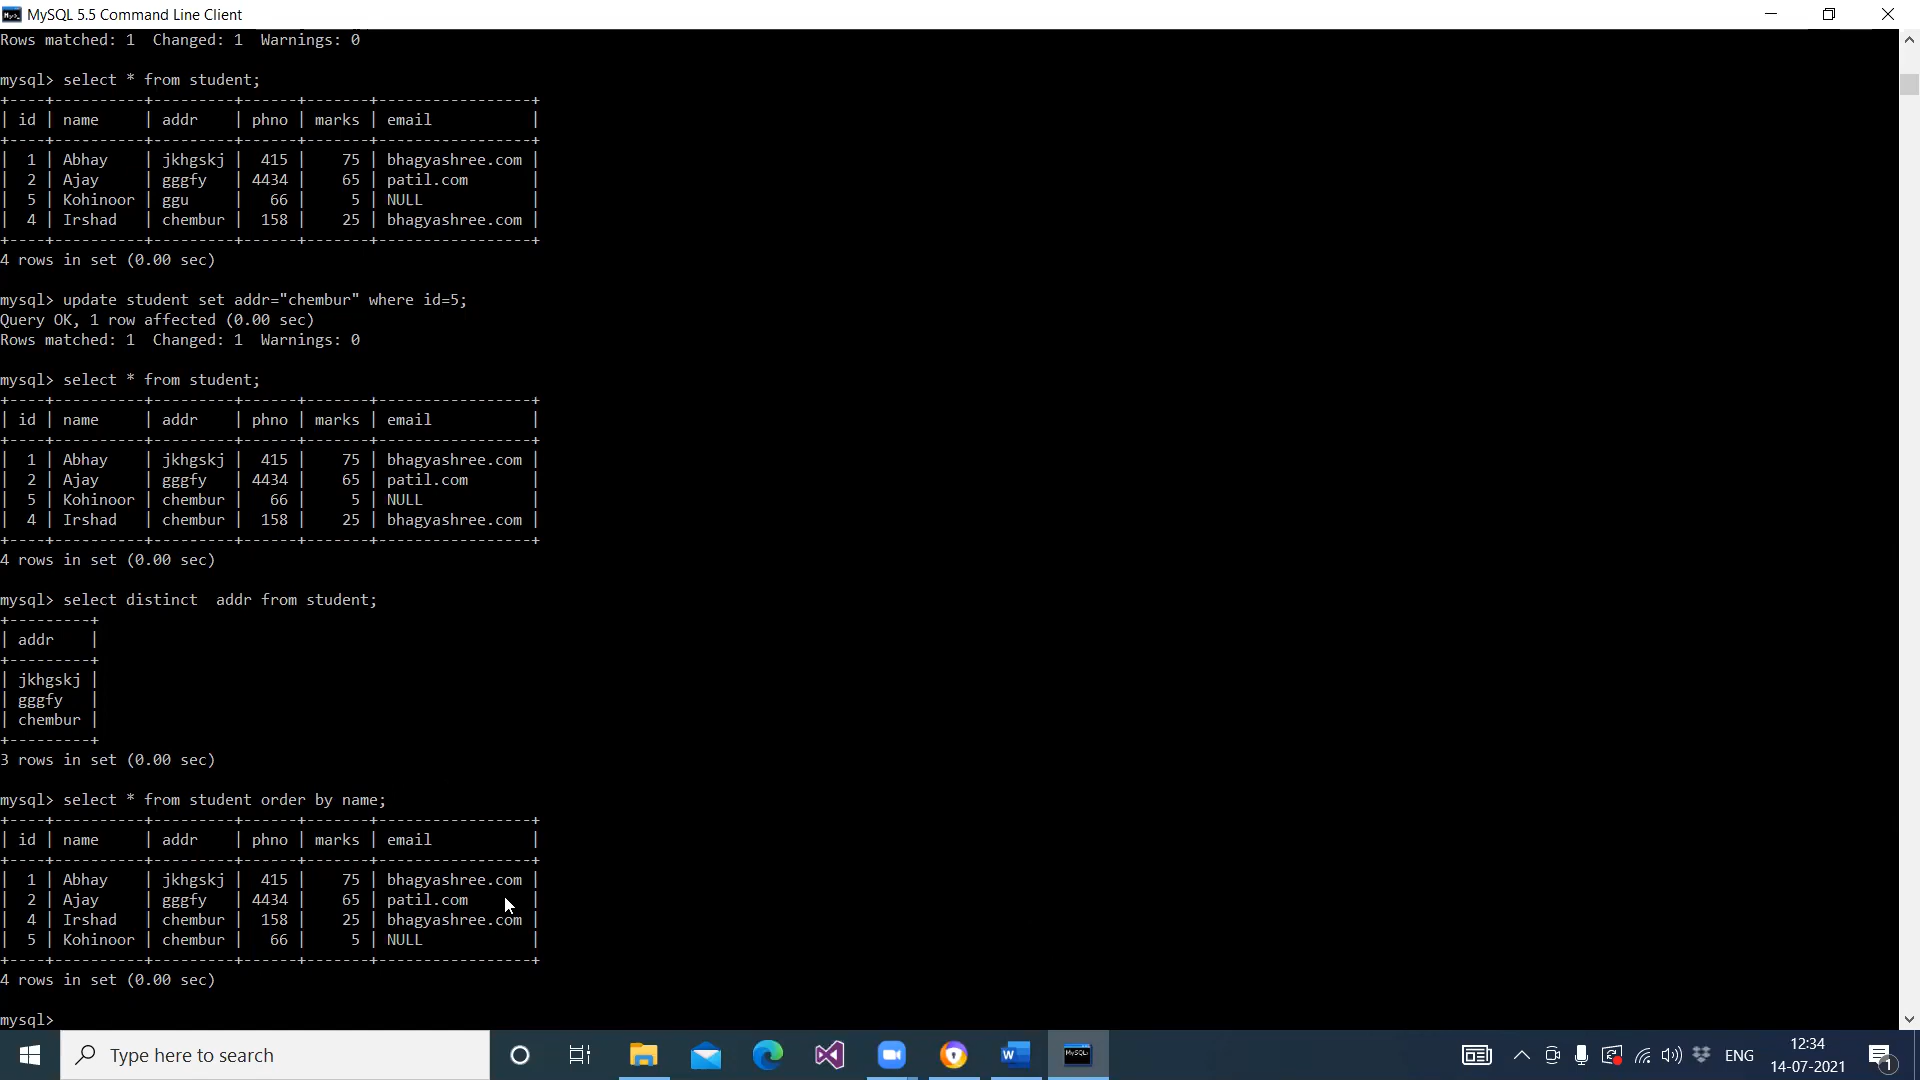 MySQL 5.5 Command Line Client
Rows matched: 1  Changed: 1  Warnings: 0
mysql> select * from student;
+----+----------+---------+------+-------+-----------------+
| id | name     | addr    | phno | marks | email           |
+----+----------+---------+------+-------+-----------------+
|  1 | Abhay    | jkhgskj |  415 |    75 | bhagyashree.com |
|  2 | Ajay     | gggfy   | 4434 |    65 | patil.com       |
|  5 | Kohinoor | ggu     |   66 |     5 | NULL            |
|  4 | Irshad   | chembur |  158 |    25 | bhagyashree.com |
+----+----------+---------+------+-------+-----------------+
4 rows in set (0.00 sec)
mysql> update student set addr="chembur" where id=5;
Query OK, 1 row affected (0.00 sec)
Rows matched: 1  Changed: 1  Warnings: 0
mysql> select * from student;
+----+----------+---------+------+-------+-----------------+
| id | name     | addr    | phno | marks | email           |
+----+----------+---------+------+-------+-----------------+
|  1 | Abhay    | jkhgskj |  415 |    75 | bhagyashree.com |
|  2 | Ajay     | gggfy   | 4434 |    65 | patil.com       |
|  5 | Kohinoor | chembur |   66 |     5 | NULL            |
|  4 | Irshad   | chembur |  158 |    25 | bhagyashree.com |
+----+----------+---------+------+-------+-----------------+
4 rows in set (0.00 sec)
mysql> select distinct  addr from student;
+---------+
| addr    |
+---------+
| jkhgskj |
| gggfy   |
| chembur |
+---------+
3 rows in set (0.00 sec)
mysql> select * from student order by name;
+----+----------+---------+------+-------+-----------------+
| id | name     | addr    | phno | marks | email           |
+----+----------+---------+------+-------+-----------------+
|  1 | Abhay    | jkhgskj |  415 |    75 | bhagyashree.com |
|  2 | Ajay     | gggfy   | 4434 |    65 | patil.com       |
|  4 | Irshad   | chembur |  158 |    25 | bhagyashree.com |
|  5 | Kohinoor | chembur |   66 |     5 | NULL            |
+----+----------+---------+------+-------+-----------------+
4 rows in set (0.00 sec)
mysql>
Type here to search
W
MySQL
ENG
12:34
14-07-2021
1